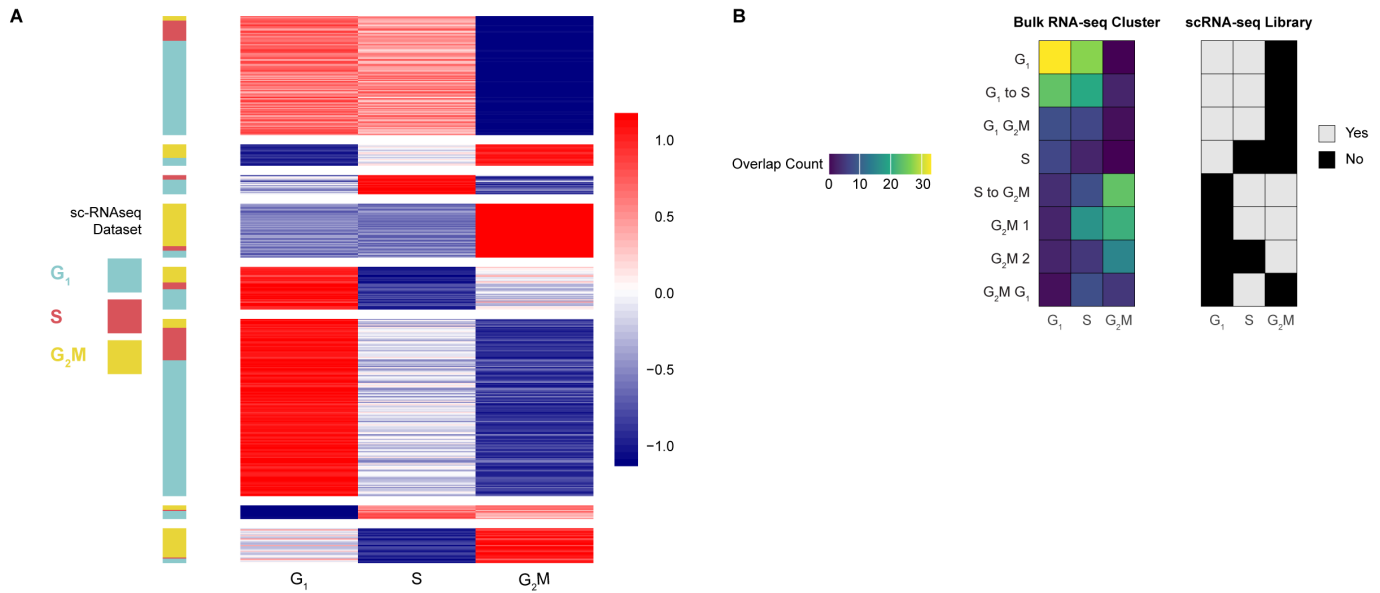 A
sc-RNAseq
Dataset
G₁
S
G₂M
1.0
0.5
0.0
−0.5
−1.0
G₁ S G₂M
B
Bulk RNA-seq Cluster scRNA-seq Library
G₁
G₁ to S
G₁ G₂M
S
S to G₂M
G₂M 1
G₂M 2
G₂M G₁
Overlap Count
0 10 20 30
G₁ S G₂M
G₁ S G₂M
Yes
No